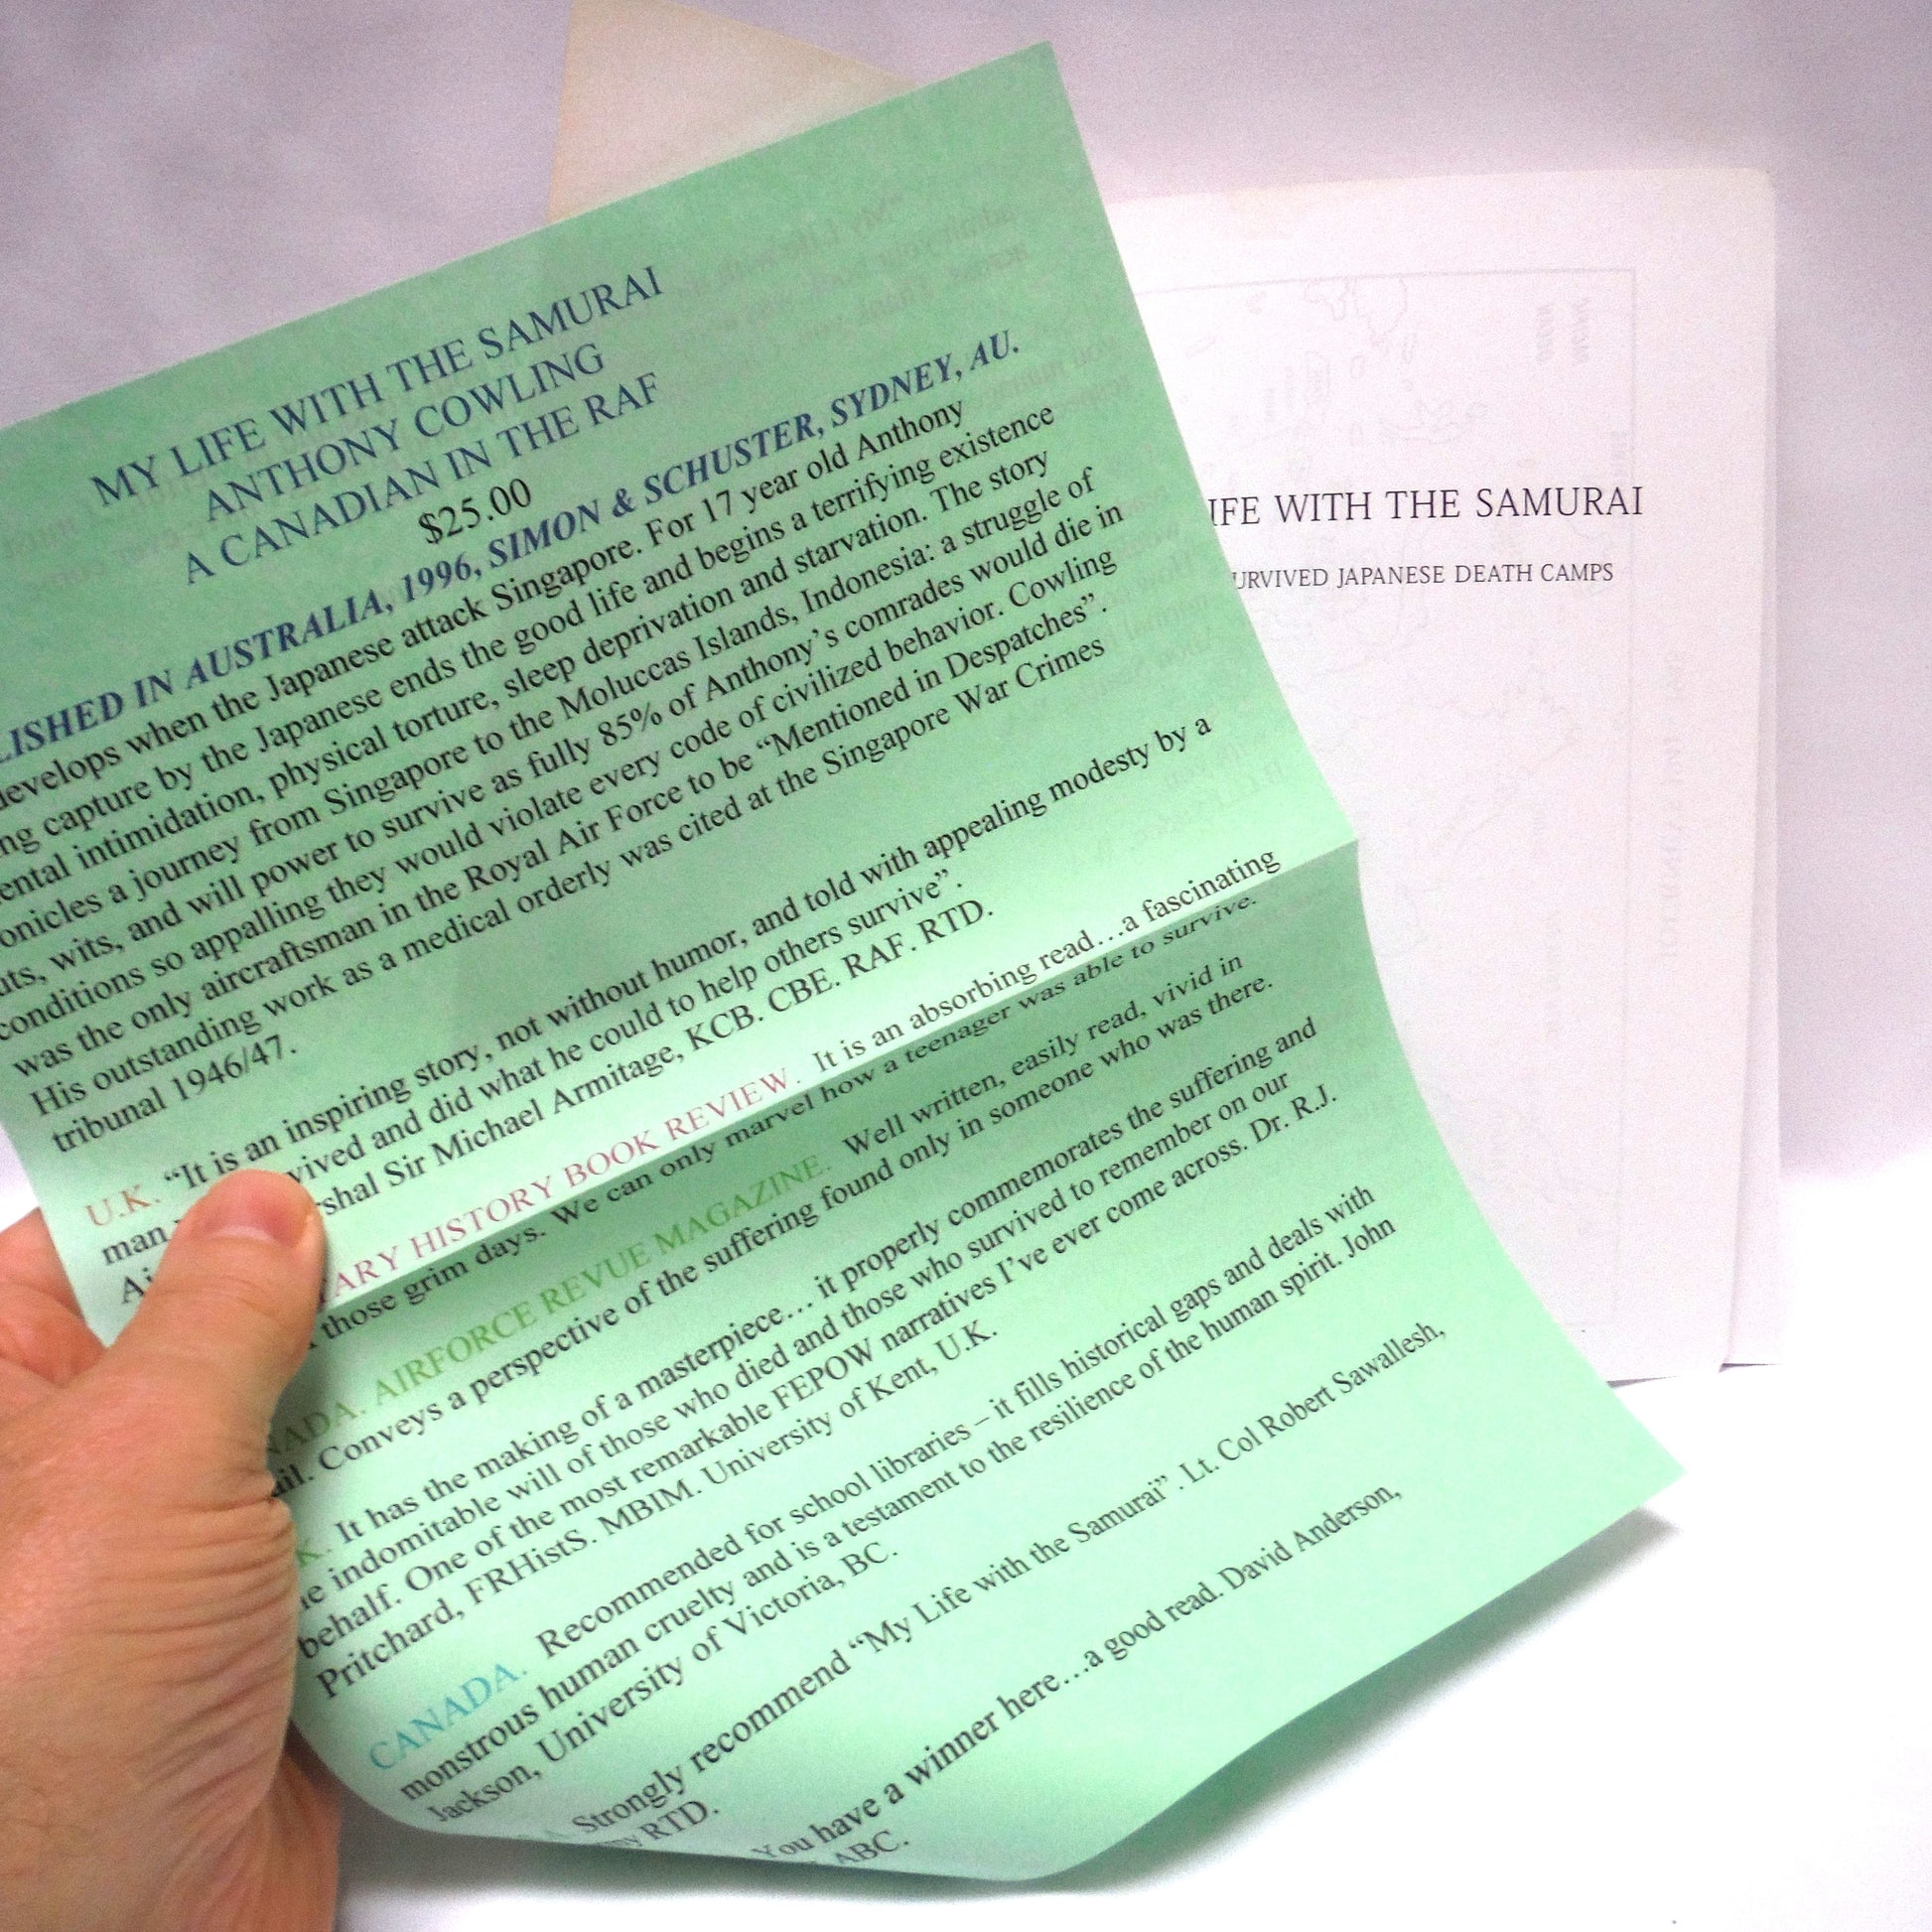 MY LIFE WITH THE SAMURAI
ANTHONY COWLING
A CANADIAN IN THE RAF
$25.00
LISHED IN AUSTRALIA, 1996, SIMON & SCHUSTER, SYDNEY, AU.
develops when the Japanese attack Singapore. For 17 year old Anthony
ng capture by the Japanese ends the good life and begins a terrifying existence
ental intimidation, physical torture, sleep deprivation and starvation. The story
onicles a journey from Singapore to the Moluccas Islands, Indonesia: a struggle of
uts, wits, and will power to survive as fully 85% of Anthony's comrades would die in
conditions so appalling they would violate every code of civilized behavior. Cowling
was the only aircraftsman in the Royal Air Force to be "Mentioned in Despatches".
His outstanding work as a medical orderly was cited at the Singapore War Crimes
tribunal 1946/47.
U.K. "It is an inspiring story, not without humor, and told with appealing modesty by a
man vived and did what he could to help others survive".
Ai shal Sir Michael Armitage, KCB. CBE. RAF. RTD.
TARY HISTORY BOOK REVIEW. It is an absorbing read…a fascinating
those grim days. We can only marvel how a teenager was able to survive.
NADA. AIRFORCE REVUE MAGAZINE. Well written, easily read, vivid in
ail. Conveys a perspective of the suffering found only in someone who was there.
K. It has the making of a masterpiece… it properly commemorates the suffering and
he indomitable will of those who died and those who survived to remember on our
behalf. One of the most remarkable FEPOW narratives I've ever come across. Dr. R.J.
Pritchard, FRHistS. MBIM. University of Kent, U.K.
CANADA. Recommended for school libraries – it fills historical gaps and deals with
monstrous human cruelty and is a testament to the resilience of the human spirit. John
Jackson, University of Victoria, BC.
Strongly recommend "My Life with the Samurai". Lt. Col Robert Sawallesh,
RTD.
You have a winner here…a good read. David Anderson,
ABC.
IFE WITH THE SAMURAI
URVIVED JAPANESE DEATH CAMPS